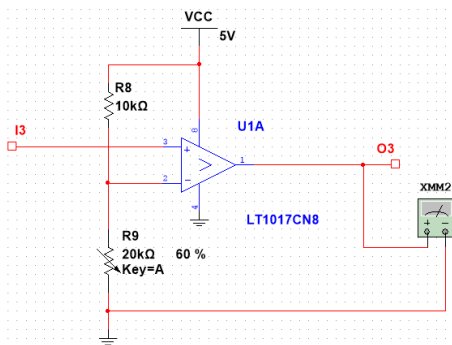 VCC
5V
R8
10kΩ
U1A
I3
O3
8
3
1
2
4
+
−
>
XMM2
+ −
LT1017CN8
R9
20kΩ 60 %
Key=A